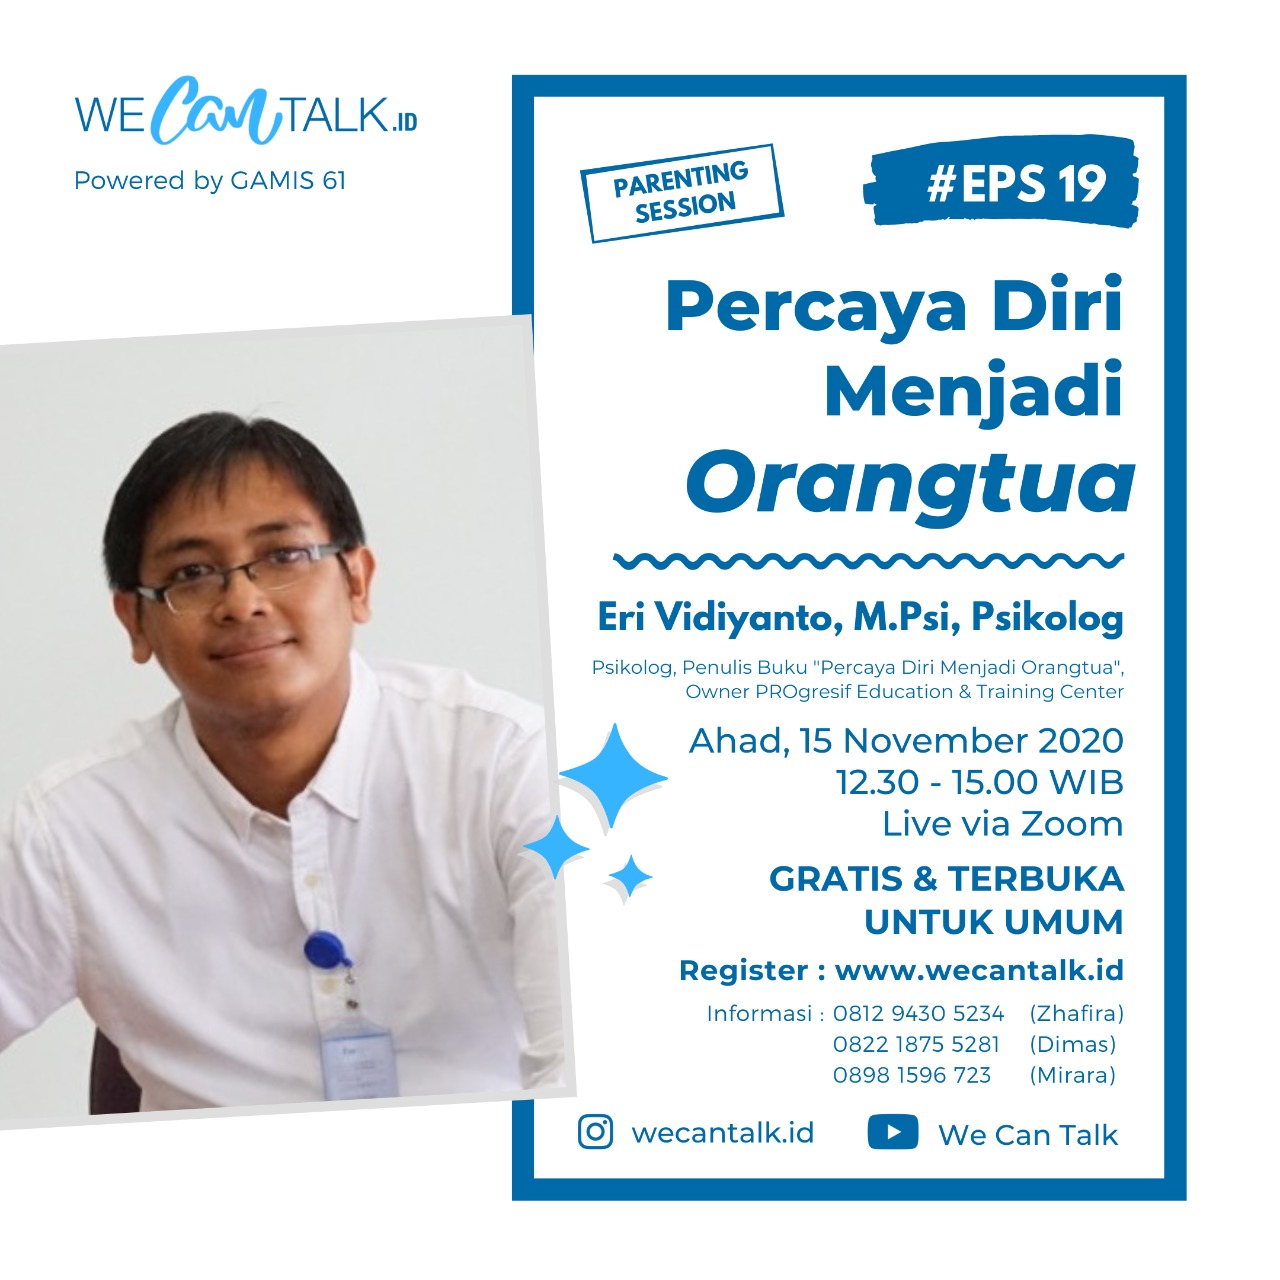 WE Can TALK.ID
Powered by GAMIS 61
PARENTING
SESSION
#EPS 19
Percaya Diri
Menjadi
Orangtua
Eri Vidiyanto, M.Psi, Psikolog
Psikolog, Penulis Buku "Percaya Diri Menjadi Orangtua",
Owner PROgresif Education & Training Center
Ahad, 15 November 2020
12.30 - 15.00 WIB
Live via Zoom
GRATIS & TERBUKA
UNTUK UMUM
Register : www.wecantalk.id
Informasi : 0812 9430 5234 (Zhafira)
0822 1875 5281 (Dimas)
0898 1596 723 (Mirara)
wecantalk.id
We Can Talk